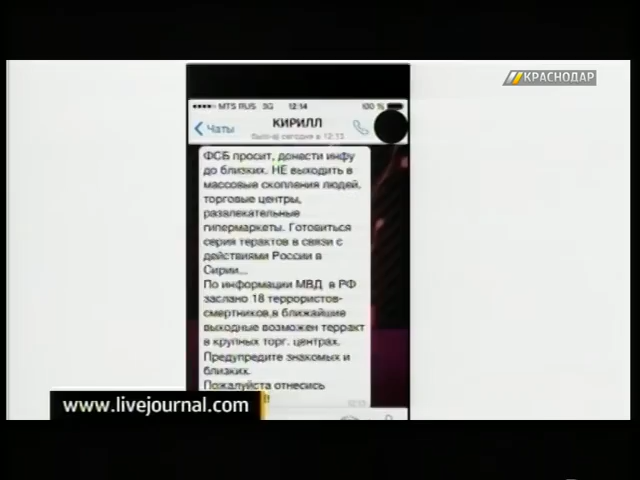 КРАСНОДАР
MTS RUS 3G 12:14 100 %
Чаты КИРИЛЛ
был(-а) сегодня в 12:13
ФСБ просит, донести инфу
до близких. НЕ выходить в
массовые скопления людей,
торговые центры,
разалекательные
гипермаркеты. Готовиться
серия терактов в связи с
действиями России в
Сирии...
По информации МВД в РФ
заслано 18 террористов-
смертников,в ближайшие
выходные возможен терракт
в крупных торг. центрах.
Предупредите знакомых и
близких.
Пожалуйста отнесись
www.livejournal.com